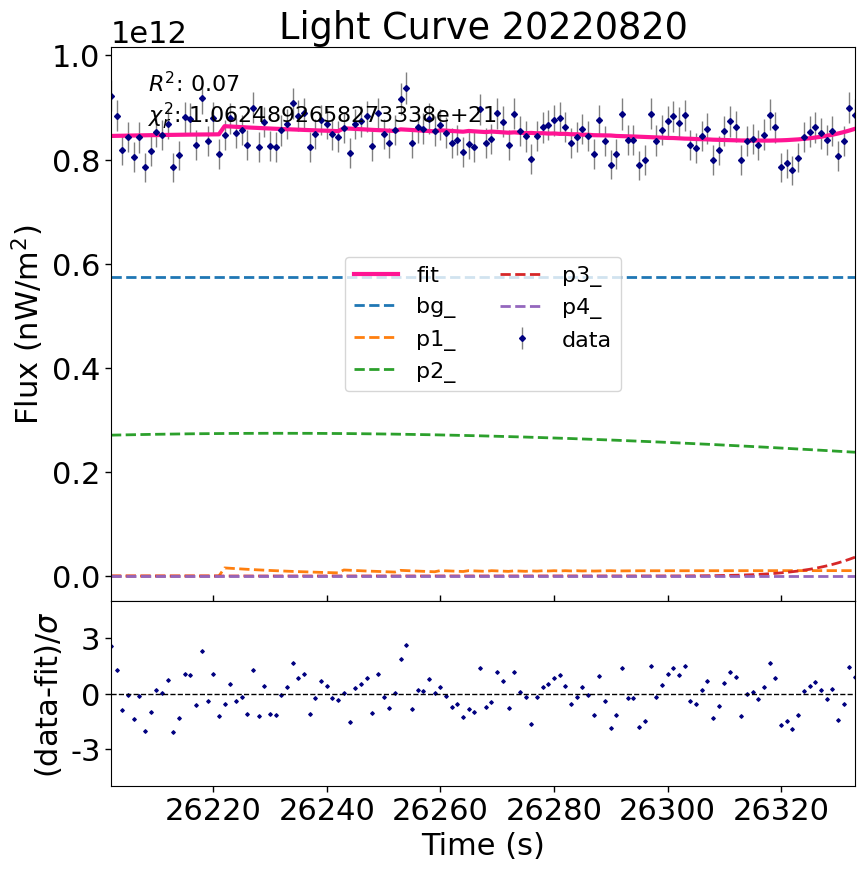 Light Curve 20220820
1e12
R²: 0.07
χ²: 1.0624892658273338e+21
1.0
0.8
0.6
0.4
0.2
0.0
Flux (nW/m²)
fit
bg_
p1_
p2_
p3_
p4_
data
3
0
-3
(data-fit)/σ
26220 26240 26260 26280 26300 26320
Time (s)